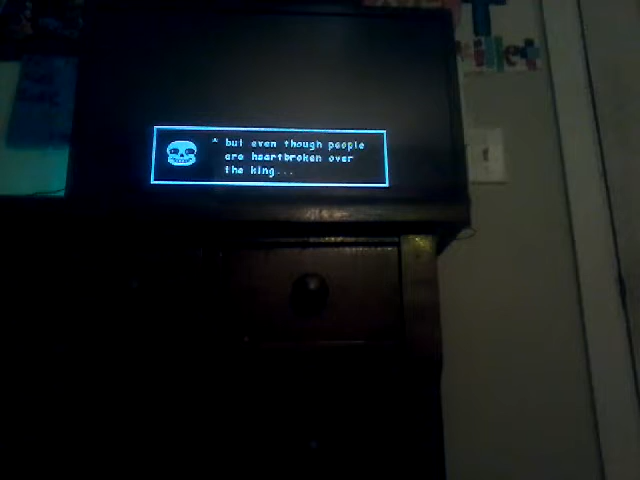 * but even though people
are heartbroken over
the king...